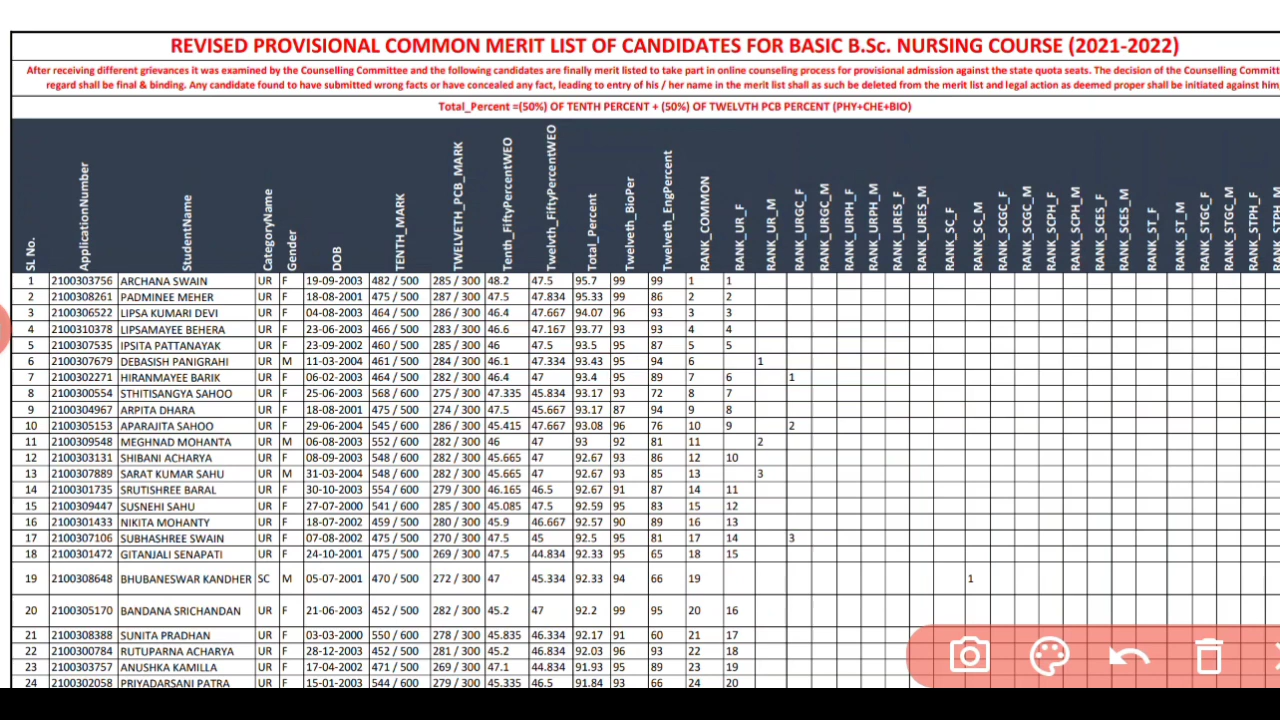 REVISED PROVISIONAL COMMON MERIT LIST OF CANDIDATES FOR BASIC B.Sc. NURSING COURSE (2021-2022)
After receiving different grievances it was examined by the Counselling Committee and the following candidates are finally merit listed to take part in online counseling process for provisional admission against the state quota seats. The decision of the Counselling Committ
regard shall be final & binding. Any candidate found to have submitted wrong facts or have concealed any fact, leading to entry of his / her name in the merit list shall as such be deleted from the merit list and legal action as deemed proper shall be initiated against him,
Total_Percent =(50%) OF TENTH PERCENT + (50%) OF TWELVTH PCB PERCENT (PHY+CHE+BIO)
SL No. ApplicationNumber StudentName CategoryName Gender DOB TENTH_MARK TWELVETH_PCB_MARK Tenth_FiftyPercentWEO Twelvth_FiftyPercentWEO Total_Percent Twelveth_BioPer Twelveth_EngPercent RANK_COMMON RANK_UR_F RANK_UR_M RANK_URGC_F RANK_URGC_M RANK_URPH_F RANK_URPH_M RANK_URES_F RANK_URES_M RANK_SC_F RANK_SC_M RANK_SCGC_F RANK_SCGC_M RANK_SCPH_F RANK_SCPH_M RANK_SCES_F RANK_SCES_M RANK_ST_F RANK_ST_M RANK_STGC_F RANK_STGC_M RANK_STPH_F RANK_STPH_M
1 2100303756 ARCHANA SWAIN UR F 19-09-2003 482 / 500 285 / 300 48.2 47.5 95.7 99 99 1 1
2 2100308261 PADMINEE MEHER UR F 18-08-2001 475 / 500 287 / 300 47.5 47.834 95.33 99 86 2 2
3 2100306522 LIPSA KUMARI DEVI UR F 04-08-2003 464 / 500 286 / 300 46.4 47.667 94.07 96 93 3 3
4 2100310378 LIPSAMAYEE BEHERA UR F 23-06-2003 466 / 500 283 / 300 46.6 47.167 93.77 93 93 4 4
5 2100307535 IPSITA PATTANAYAK UR F 23-09-2002 460 / 500 285 / 300 46 47.5 93.5 95 87 5 5
6 2100307679 DEBASISH PANIGRAHI UR M 11-03-2004 461 / 500 284 / 300 46.1 47.334 93.43 95 94 6 1
7 2100302271 HIRANMAYEE BARIK UR F 06-02-2003 464 / 500 282 / 300 46.4 47 93.4 95 89 7 6 1
8 2100300554 STHITISANGYA SAHOO UR F 25-06-2003 568 / 600 275 / 300 47.335 45.834 93.17 93 72 8 7
9 2100304967 ARPITA DHARA UR F 18-08-2001 475 / 500 274 / 300 47.5 45.667 93.17 87 94 9 8
10 2100305153 APARAJITA SAHOO UR F 29-06-2004 545 / 600 286 / 300 45.415 47.667 93.08 96 76 10 9 2
11 2100309548 MEGHNAD MOHANTA UR M 06-08-2003 552 / 600 282 / 300 46 47 93 92 81 11 2
12 2100303131 SHIBANI ACHARYA UR F 08-09-2003 548 / 600 282 / 300 45.665 47 92.67 93 86 12 10
13 2100307889 SARAT KUMAR SAHU UR M 31-03-2004 548 / 600 282 / 300 45.665 47 92.67 93 85 13 3
14 2100301735 SRUTISHREE BARAL UR F 30-10-2003 554 / 600 279 / 300 46.165 46.5 92.67 91 87 14 11
15 2100309447 SUSNEHI SAHU UR F 27-07-2000 541 / 600 285 / 300 45.085 47.5 92.59 95 83 15 12
16 2100301433 NIKITA MOHANTY UR F 18-07-2002 459 / 500 280 / 300 45.9 46.667 92.57 90 89 16 13
17 2100307106 SUBHASHREE SWAIN UR F 07-08-2002 475 / 500 270 / 300 47.5 45 92.5 95 81 17 14 3
18 2100301472 GITANJALI SENAPATI UR F 24-10-2001 475 / 500 269 / 300 47.5 44.834 92.33 95 65 18 15
19 2100308648 BHUBANESWAR KANDHER SC M 05-07-2001 470 / 500 272 / 300 47 45.334 92.33 94 66 19 1
20 2100305170 BANDANA SRICHANDAN UR F 21-06-2003 452 / 500 282 / 300 45.2 47 92.2 99 95 20 16
21 2100308388 SUNITA PRADHAN UR F 03-03-2000 550 / 600 278 / 300 45.835 46.334 92.17 91 60 21 17
22 2100300784 RUTUPARNA ACHARYA UR F 28-12-2003 452 / 500 281 / 300 45.2 46.834 92.03 96 93 22 18
23 2100303757 ANUSHKA KAMILLA UR F 17-04-2002 471 / 500 269 / 300 47.1 44.834 91.93 95 89 23 19
24 2100302058 PRIYADARSANI PATRA UR F 15-01-2003 544 / 600 279 / 300 45.335 46.5 91.84 93 66 24 20